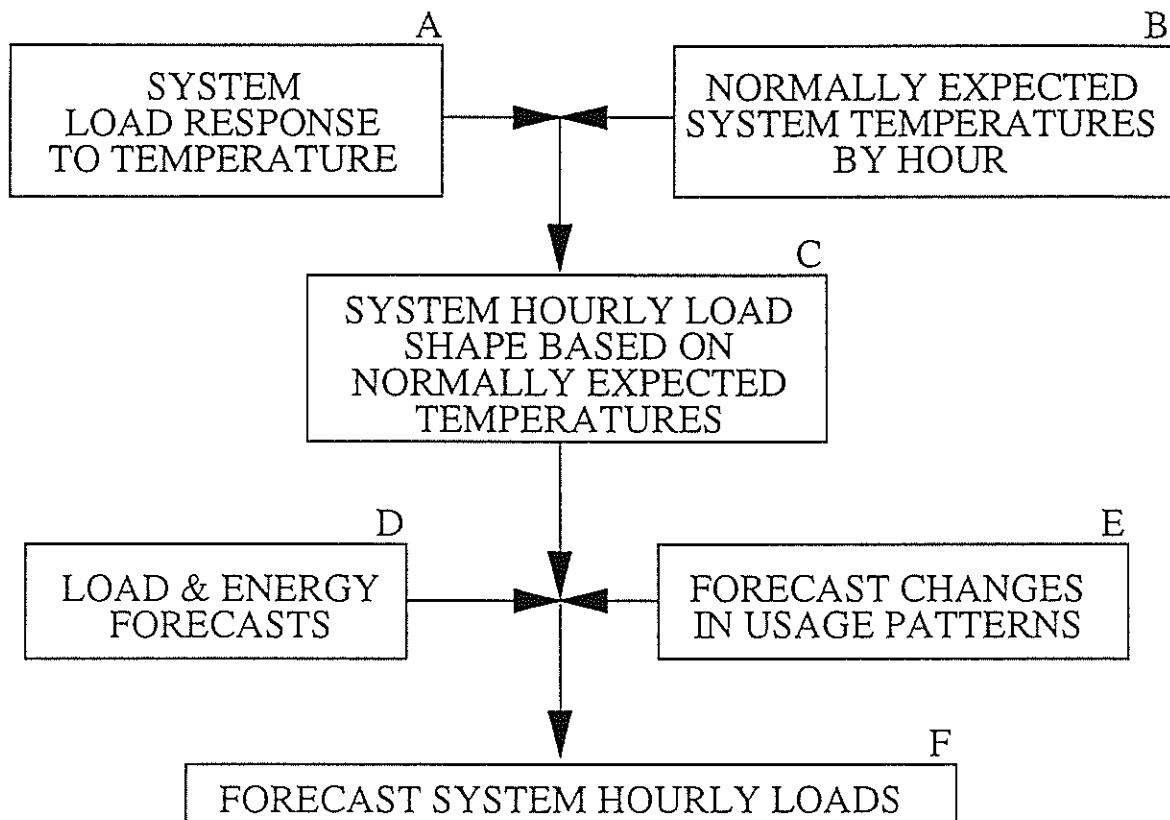 A
SYSTEM
LOAD RESPONSE
TO TEMPERATURE
B
NORMALLY EXPECTED
SYSTEM TEMPERATURES
BY HOUR
C
SYSTEM HOURLY LOAD
SHAPE BASED ON
NORMALLY EXPECTED
TEMPERATURES
D
LOAD & ENERGY
FORECASTS
E
FORECAST CHANGES
IN USAGE PATTERNS
F
FORECAST SYSTEM HOURLY LOADS